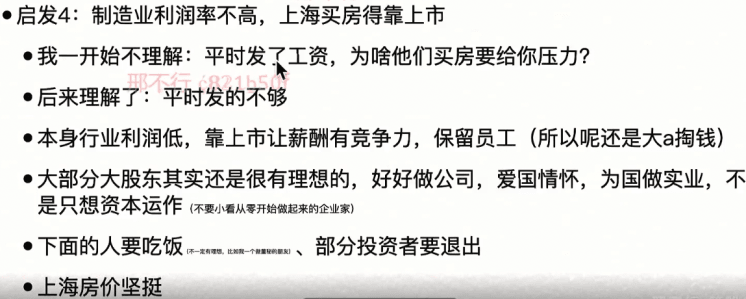 •启发4：制造业利润率不高，上海买房得靠上市
•我一开始不理解：平时发了工资，为啥他们买房要给你压力？
邢不行
•后来理解了：平时发的不够
•本身行业利润低，靠上市让薪酬有竞争力，保留员工（所以呢还是大a掏钱）
•大部分大股东其实还是很有理想的，好好做公司，爱国情怀，为国做实业，不
是只想资本运作（不要小看从零开始做起来的企业家）
•下面的人要吃饭（不一定有理想，比如我一个做董秘的朋友）、部分投资者要退出
•上海房价坚挺